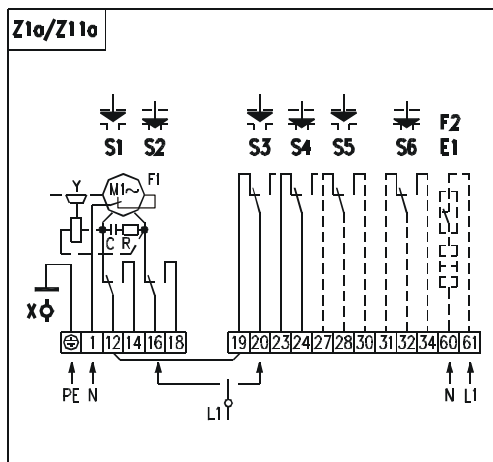 Z1a/Z11a
F2
S1 S2 S3 S4 S5 S6 E1
Y M1~ F1
C R
X
1 12 14 16 18 19 20 23 24 27 28 30 31 32 34 60 61
PE N N L1
L1